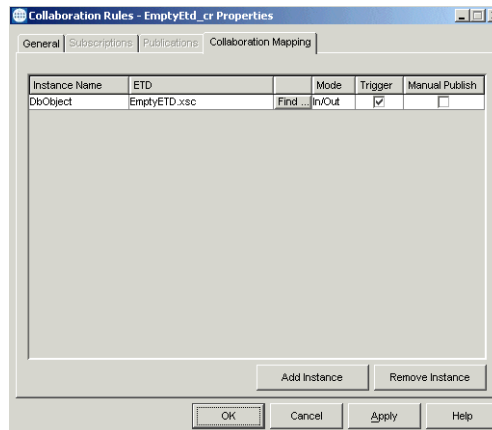 Collaboration Rules - EmptyEtd_cr Properties
General Subscriptions Publications Collaboration Mapping
Instance Name ETD Mode Trigger Manual Publish
DbObject EmptyETD.xsc Find ... In/Out
Add Instance Remove Instance
OK Cancel Apply Help